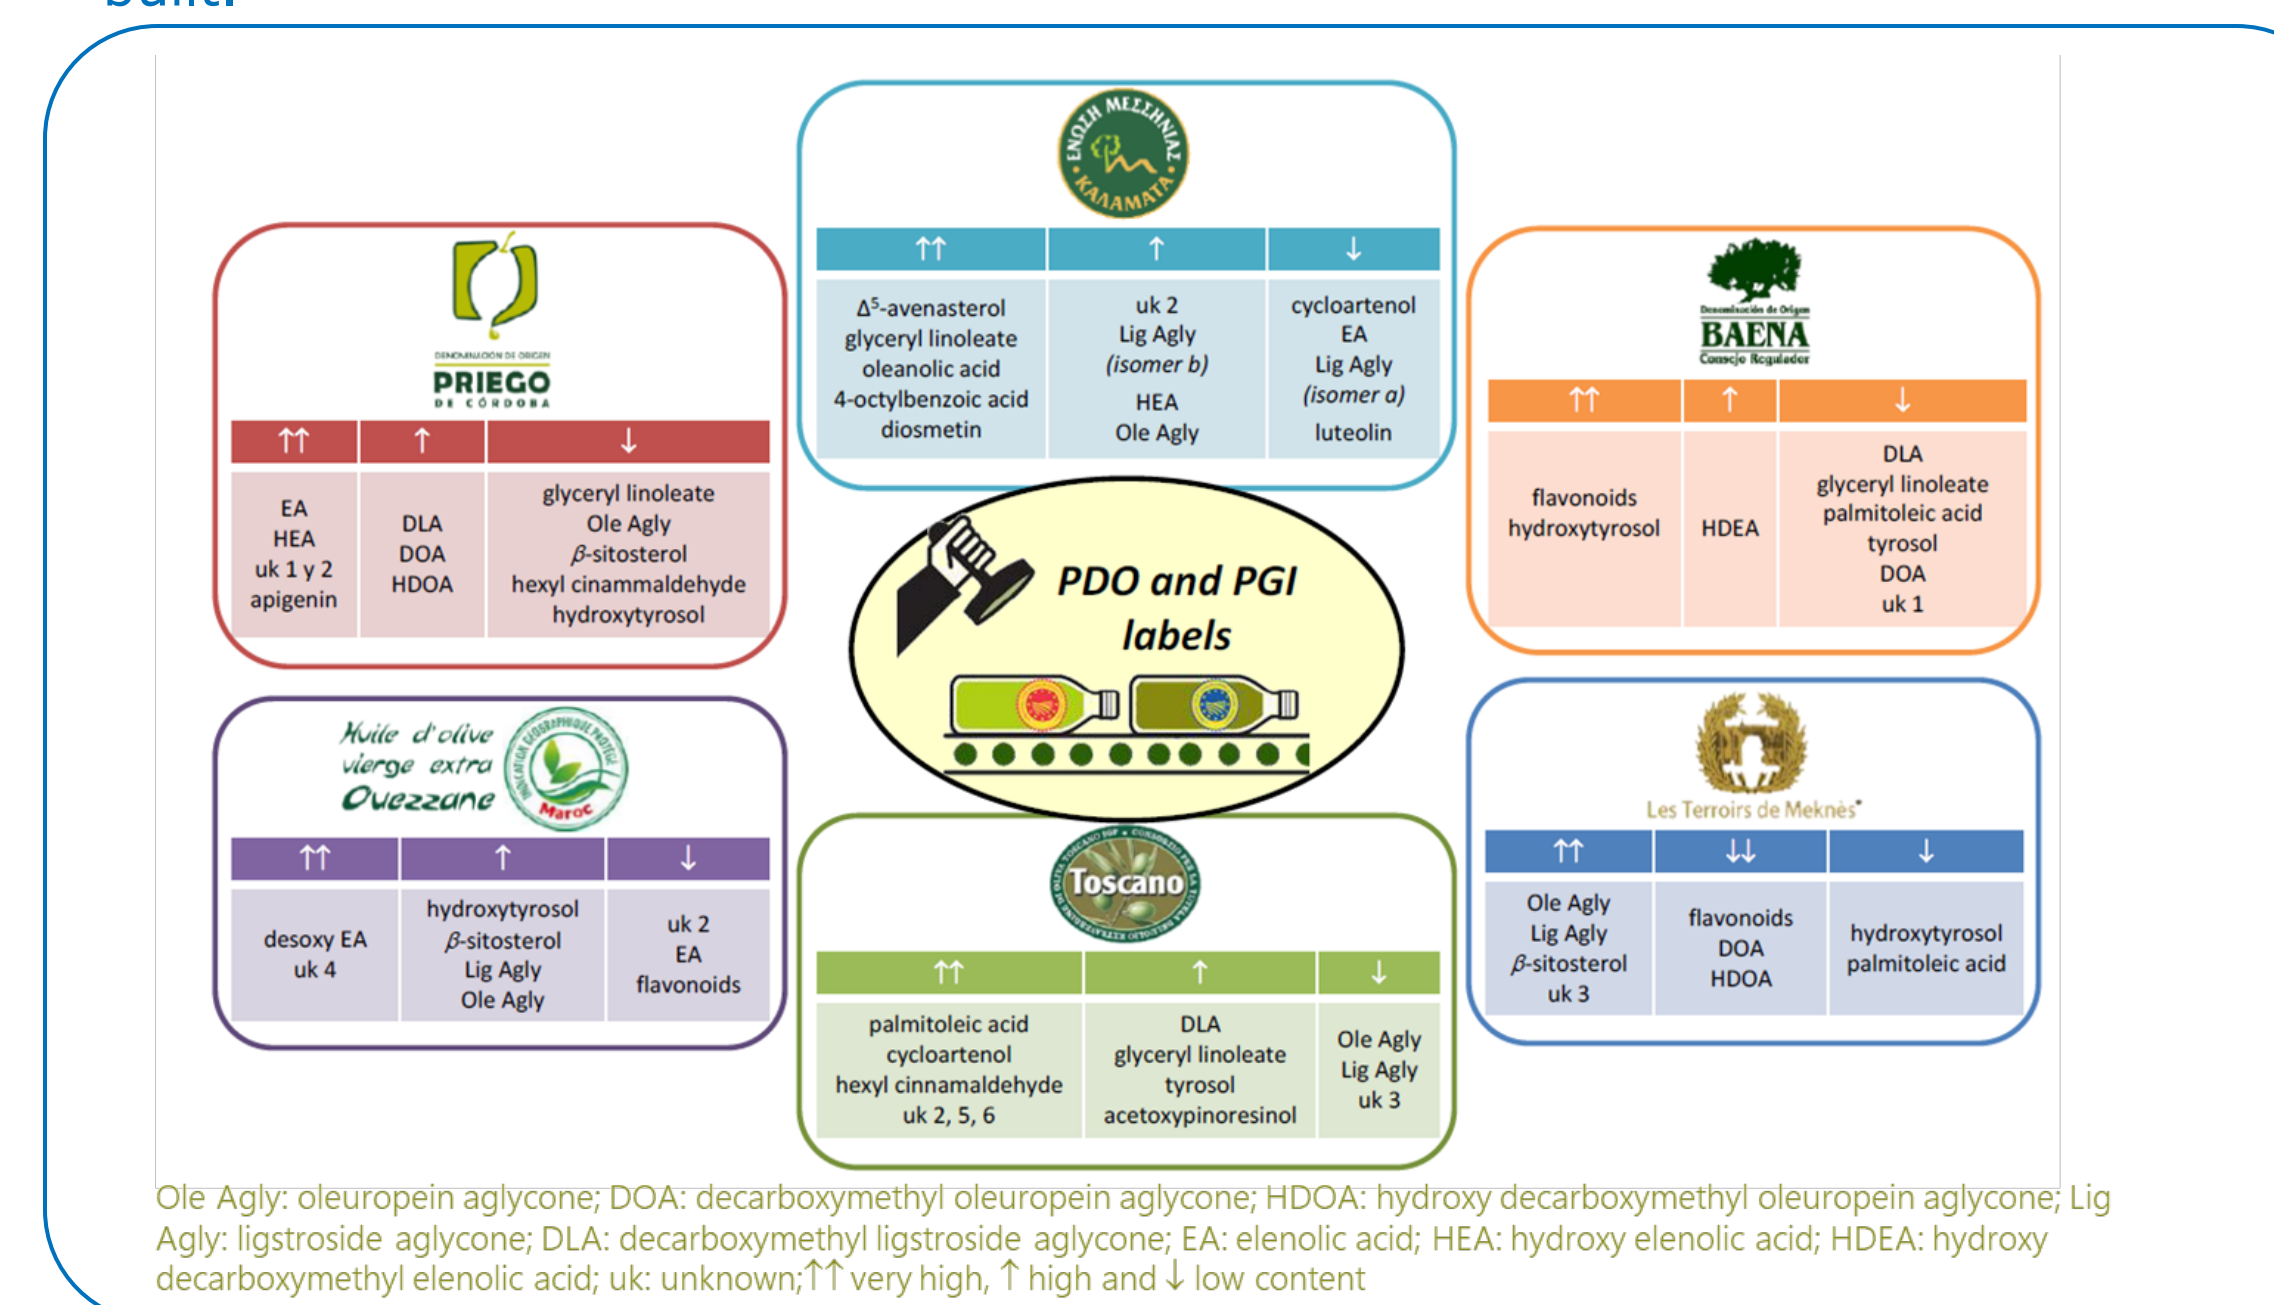 built.
ΕΝΩΣΗ ΜΕΣΣΗΝΙΑΣ
ΚΑΛΑΜΑΤΑ
↑↑ ↑ ↓
Δ⁵-avenasterol
glyceryl linoleate
oleanolic acid
4-octylbenzoic acid
diosmetin
uk 2
Lig Agly
(isomer b)
HEA
Ole Agly
cycloartenol
EA
Lig Agly
(isomer a)
luteolin
DENOMINACIÓN DE ORIGEN
PRIEGO
DE CÓRDOBA
↑↑ ↑ ↓
EA
HEA
uk 1 y 2
apigenin
DLA
DOA
HDOA
glyceryl linoleate
Ole Agly
β-sitosterol
hexyl cinammaldehyde
hydroxytyrosol
Denominación de Origen
BAENA
Consejo Regulador
↑↑ ↑ ↓
flavonoids
hydroxytyrosol
HDEA
DLA
glyceryl linoleate
palmitoleic acid
tyrosol
DOA
uk 1
PDO and PGI
labels
Huile d'olive
vierge extra
Ouezzane
INDICATION GÉOGRAPHIQUE PROTÉGÉE
Maroc
↑↑ ↑ ↓
desoxy EA
uk 4
hydroxytyrosol
β-sitosterol
Lig Agly
Ole Agly
uk 2
EA
flavonoids
Toscano
↑↑ ↑ ↓
palmitoleic acid
cycloartenol
hexyl cinnamaldehyde
uk 2, 5, 6
DLA
glyceryl linoleate
tyrosol
acetoxypinoresinol
Ole Agly
Lig Agly
uk 3
Les Terroirs de Meknès
↑↑ ↓↓ ↓
Ole Agly
Lig Agly
β-sitosterol
uk 3
flavonoids
DOA
HDOA
hydroxytyrosol
palmitoleic acid
Ole Agly: oleuropein aglycone; DOA: decarboxymethyl oleuropein aglycone; HDOA: hydroxy decarboxymethyl oleuropein aglycone; Lig
Agly: ligstroside aglycone; DLA: decarboxymethyl ligstroside aglycone; EA: elenolic acid; HEA: hydroxy elenolic acid; HDEA: hydroxy
decarboxymethyl elenolic acid; uk: unknown;↑↑ very high, ↑ high and ↓ low content